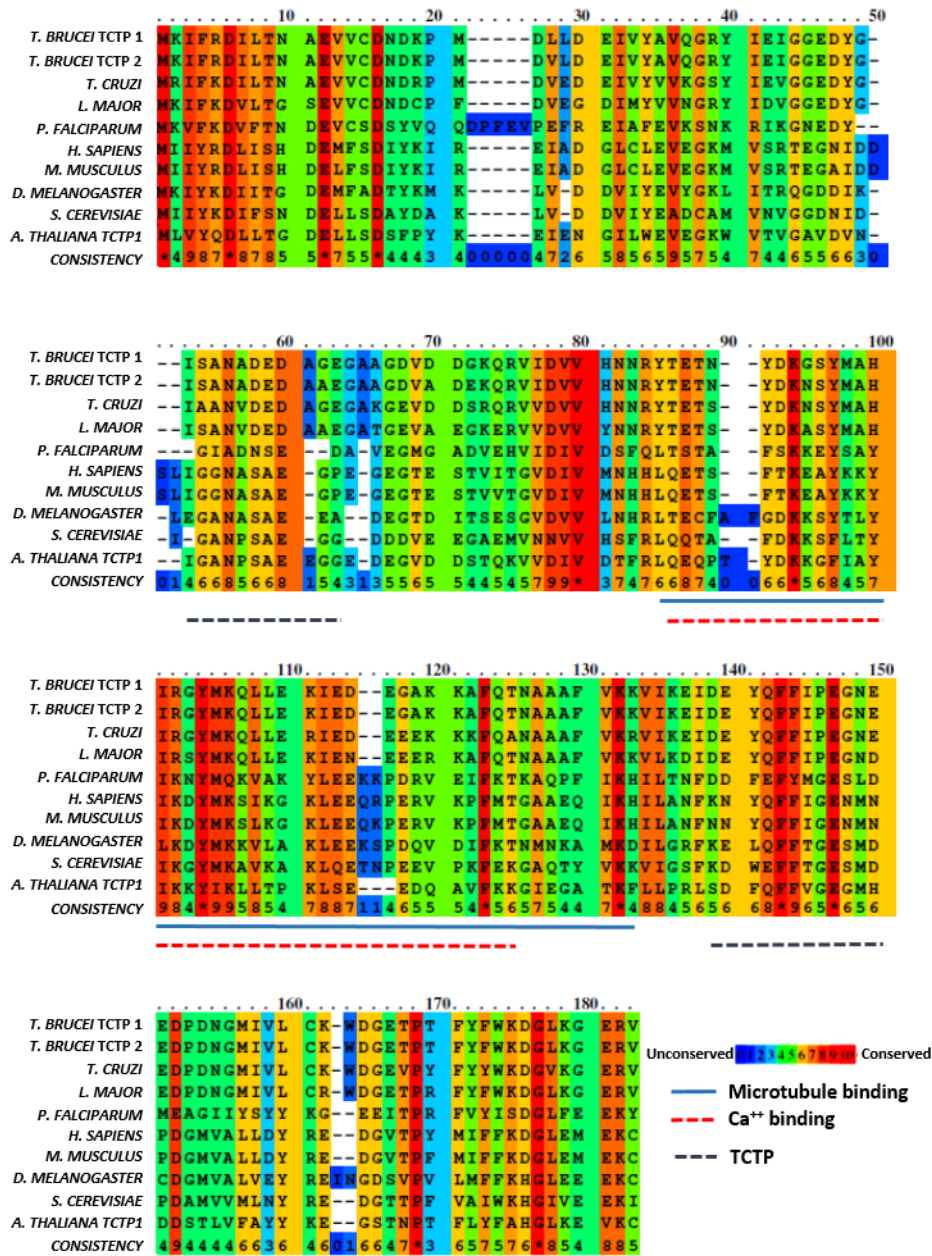 10 20 30 40 50
T. BRUCEI TCTP 1 MKIFRDILTN AEVVCDNDKP M-----DLLD EIVYAVQGRY IEIGGEDYG-
T. BRUCEI TCTP 2 MKIFRDILTN AEVVCDNDKP M-----DVLD EIVYAVQGRY IEIGGEDYG-
T. CRUZI MRIFKDILTN AEVVCDNDRP M-----DVED EIVYVVVGSY IEVGGEDYG-
L. MAJOR MKIFKDVLTG SEVVCDNDCP F-----DVEG DIMYVVNGRY IDVGGEDYG-
P. FALCIPARUM MKVFKDVFTN DEVCSDSYVQ QDPFEVPEFR EIAFEVKSNK RIKGNEDY--
H. SAPIENS MIIYRDLISH DEMFSDIYKI R-----EIAD GLCLEVEGKM VSRTEGNIDD
M. MUSCULUS MIIYRDLISH DELFSDIYKI R-----EIAD GLCLEVEGKM VSRTEGAIDD
D. MELANOGASTER MKIYKDIITG DEMFADTYKM K-----LV-D DVIYEVYGKL ITRQGDDIK-
S. CEREVISIAE MIIYKDIFSN DELLSDAYDA K-----LV-D DVIYEADCAM VNVGGDNID-
A. THALIANA TCTP1 MLVYQDLLTG DELLSDSFPY K-----EIEN GILWEVEGKW VTVGAVDVN-
CONSISTENCY *4987*8785 5*755*4443 4000004726 5856595754 7446556630
60 70 80 90 100
T. BRUCEI TCTP 1 --ISANADED AGEGAAGDVD DGKQRVIDVV HNNRYTETN- -YDKGSYMAH
T. BRUCEI TCTP 2 --ISANADED AAEGAAGDVA DEKQRVIDVV HNNRYTETN- -YDKGSYMAH
T. CRUZI --IAANVDED AGEGAKGEVD DSRQRVVDVV HNNRYTETS- -YDKNSYMAH
L. MAJOR --ISANVDED AAEGATGEVA EGKERVVDVV YNNRYTETS- -YDKASYMAH
P. FALCIPARUM ---GIADNSE --DA-VEGMG ADVEHVIDVV DSFQLTSTA- -FSKKEYSAY
H. SAPIENS SLIGGNASAE -GPE-GEGTE STVITGVDIV MNHHLQETS- -FTKEAYKKY
M. MUSCULUS SLIGGNASAE -GPE-GEGTE STVVTGVDIV MNHHLQETS- -FTKEAYKKY
D. MELANOGASTER -LEGANASAE -EA--DEGTD ITSESGVDVV LNHRLTECFA FGDKKSYTLY
S. CEREVISIAE -I-GANPSAE -GG--DDDVE EGAEMVNNVV HSFRLQQTA- -FDKKSFLTY
A. THALIANA TCTP1 --IGANPSAE EGGE-DEGVD DSTQKVVDIV DTFRLQEQPT -YDKKGFIAY
CONSISTENCY 0146685668 1543135565 544545799* 3747668740 066*568457
110 120 130 140 150
T. BRUCEI TCTP 1 IRGYMKQLLE KIED--EGAK KAFQTNAAAF VKKVIKEIDE YQFFIPEGNE
T. BRUCEI TCTP 2 IRGYMKQLLE KIED--EGAK KAFQTNAAAF VKKVIKEIDE YQFFIPEGNE
T. CRUZI IRGYMKQLLE RIED--EEEK KKFQANAAAF VKRVIKEIDE YQFFIPEGNE
L. MAJOR IRSYMKQLLE KIEN--EEER KAFQTNAAAF VKKVLKDIDE YQFFIPEGND
P. FALCIPARUM IKNYMQKVAK YLEEKKPDRV EIFKTKAQPF IKHILTNFDD FEFYMGESLD
H. SAPIENS IKDYMKSIKG KLEEQRPERV KPFMTGAAEQ IKHILANFKN YQFFIGENMN
M. MUSCULUS IKDYMKSLKG KLEEQKPERV KPFMTGAAEQ IKHILANFNN YQFFIGENMN
D. MELANOGASTER LKDYMKKVLA KLEEKSPDQV DIFKTNMNKA MKDILGRFKE LQFFTGESMD
S. CEREVISIAE IKGYMKAVKA KLQETNPEEV PKFEKGAQTY VKKVIGSFKD WEFFTGESMD
A. THALIANA TCTP1 IKKYIKLLTP KLSE---EDQ AVFKKGIEGA TKFLLPRLSD FQFFVGEGMH
CONSISTENCY 984*995854 7887114655 54*5657544 7*48845656 68*965*656
160 170 180
T. BRUCEI TCTP 1 EDPDNGMIVL CK-WDGETPT FYFWKDGLKG ERV
T. BRUCEI TCTP 2 EDPDNGMIVL CK-WDGETPT FYFWKDGLKG ERV
T. CRUZI EDPDNGMIVL CK-WDGETPY FYFWKDGVKG ERV
L. MAJOR EDPDNGMIVL CR-WDGETPR FYYWKDGLKG ERV
P. FALCIPARUM MEAGIIYSYY KG--EEITPR FVYISDGLFE EKY
H. SAPIENS PDGMVALLDY RE--DGVTPY MIFFKDGLEM EKC
M. MUSCULUS PDGMVALLDY RE--DGVTPF MIFFKDGLEM EKC
D. MELANOGASTER CDGMVALVEY REINGDSVPV LMFFKHGLEE EKC
S. CEREVISIAE PDAMVVMLNY RE--DGTTPF VAIWKHGIVE EKI
A. THALIANA TCTP1 DDSTLVFAYY KE--GSTNPT FLYFAHGLKE VKC
CONSISTENCY 4944446636 46016647*3 657576*854 885
Unconserved 0 1 2 3 4 5 6 7 8 9 10 Conserved
Microtubule binding
Ca⁺⁺ binding
TCTP